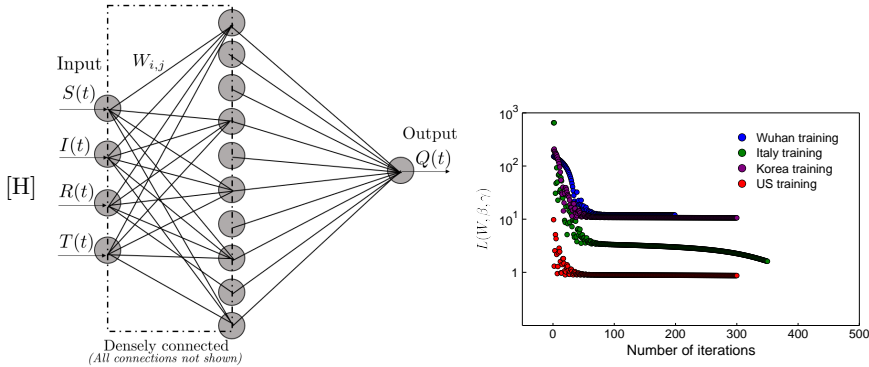 [H]
Input
S(t)
I(t)
R(t)
T(t)
W_{i,j}
Output
Q(t)
Densely connected
(All connections not shown)
L(W, β, γ)
10^3
10^2
10^1
1
0
100
200
300
400
500
Number of iterations
Wuhan training
Italy training
Korea training
US training